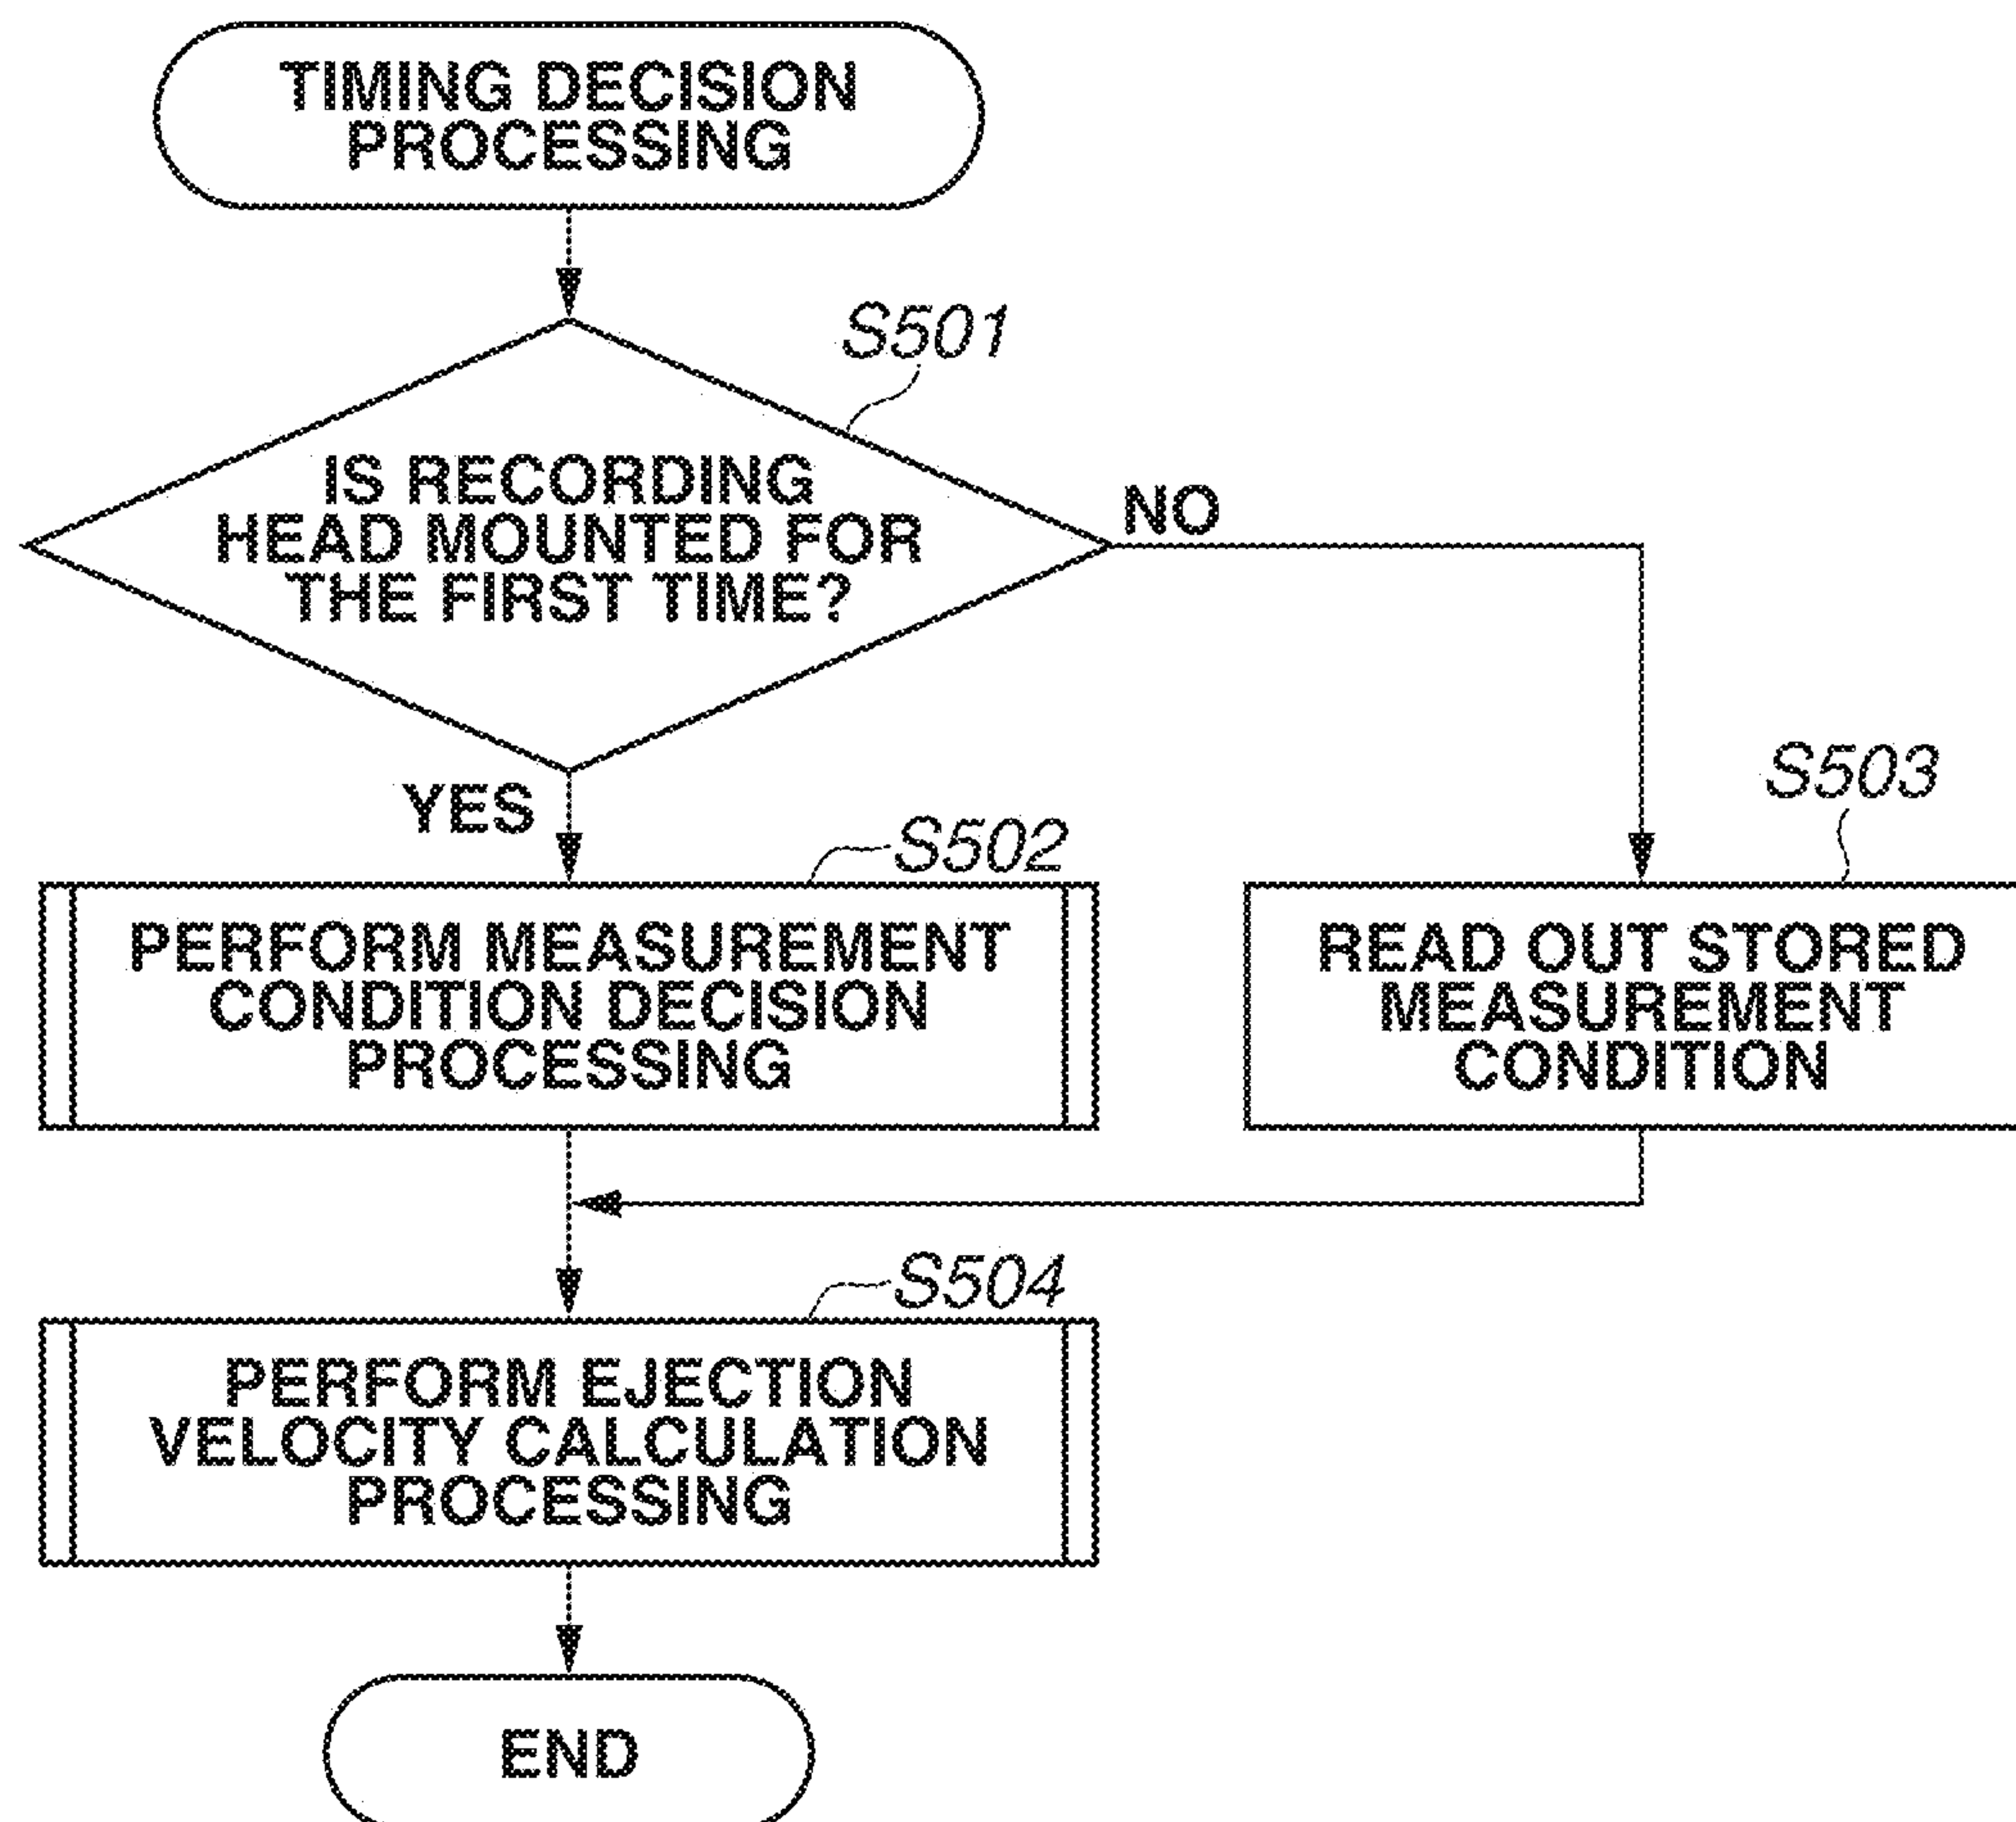 TIMING DECISION
PROCESSING
S501
IS RECORDING
HEAD MOUNTED FOR
THE FIRST TIME?
NO
YES
S502
S503
PERFORM MEASUREMENT
CONDITION DECISION
PROCESSING
READ OUT STORED
MEASUREMENT
CONDITION
S504
PERFORM EJECTION
VELOCITY CALCULATION
PROCESSING
END